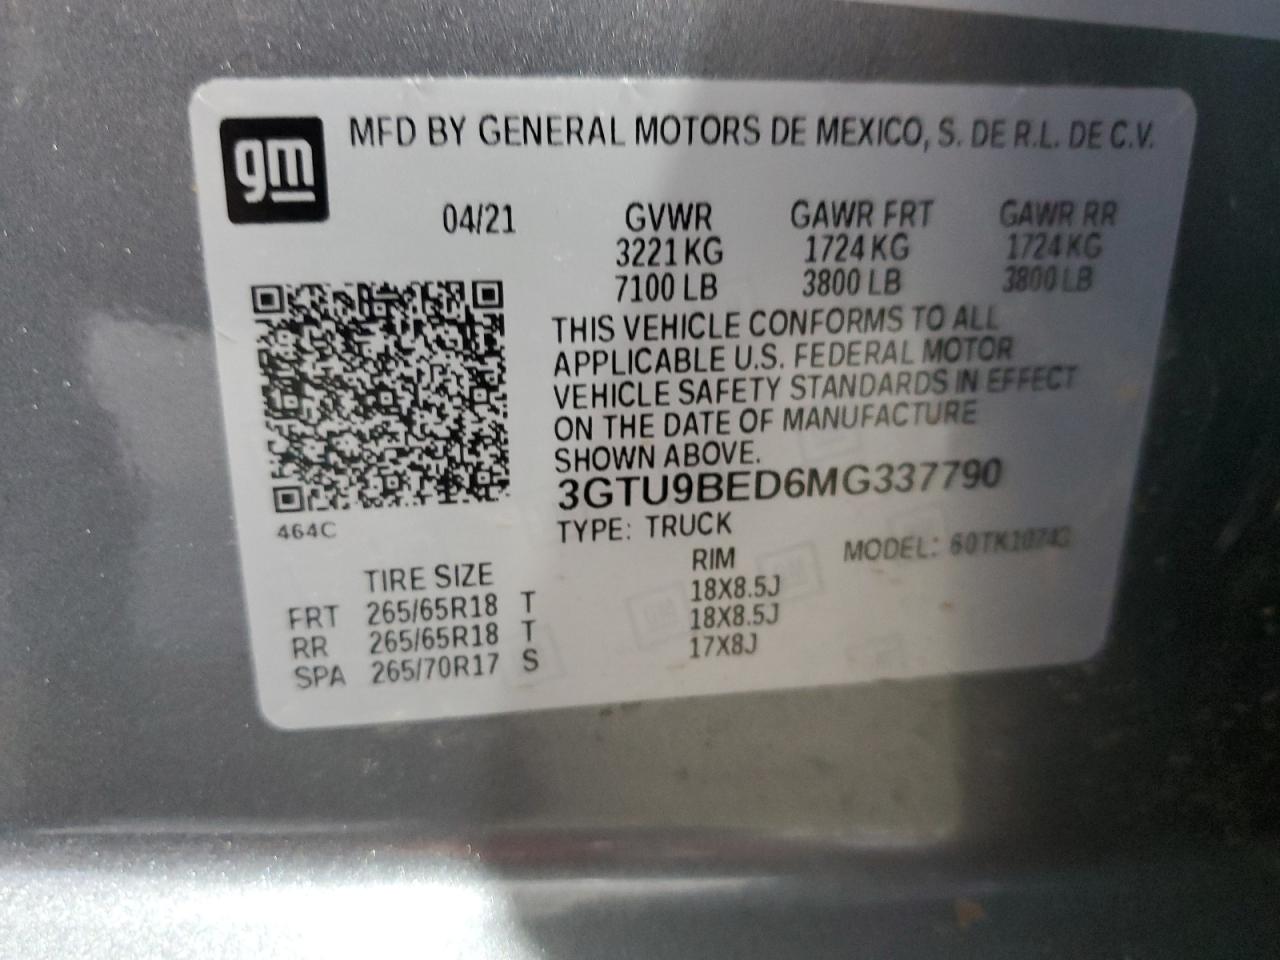 gm
MFD BY GENERAL MOTORS DE MEXICO, S. DE R.L. DE C.V.
04/21 GVWR GAWR FRT GAWR RR
3221 KG 1724 KG 1724 KG
7100 LB 3800 LB 3800 LB
THIS VEHICLE CONFORMS TO ALL
APPLICABLE U.S. FEDERAL MOTOR
VEHICLE SAFETY STANDARDS IN EFFECT
ON THE DATE OF MANUFACTURE
SHOWN ABOVE.
3GTU9BED6MG337790
464C
TYPE: TRUCK
MODEL:
TIRE SIZE RIM
FRT 265/65R18 T 18X8.5J
RR 265/65R18 T 18X8.5J
SPA 265/70R17 S 17X8J